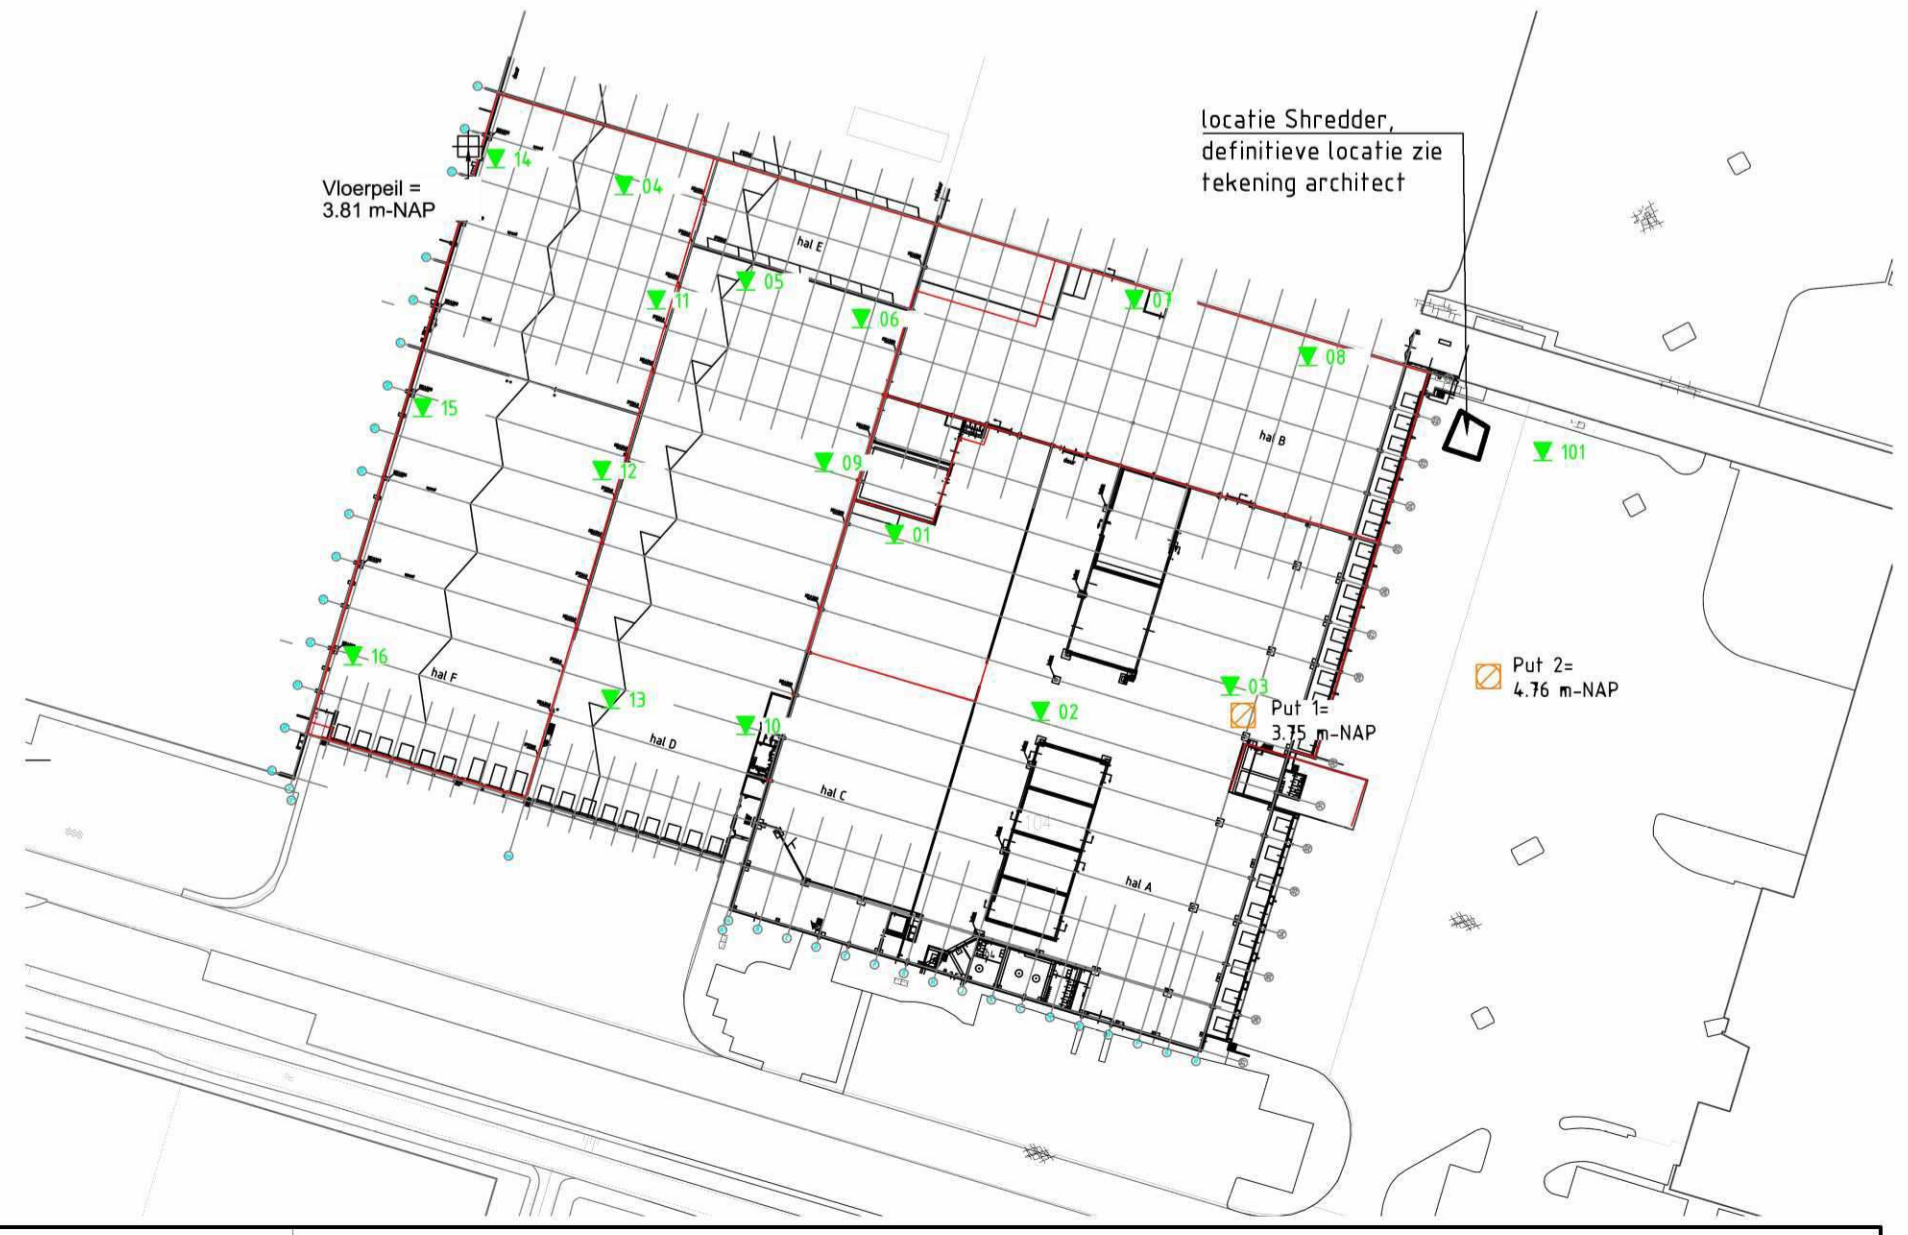 locatie Shredder,
definitieve locatie zie
tekening architect
14
04
Vloerpeil =
3.81 m-NAP
hal E
05
11
07
06
08
15
hal B
101
12
09
01
16
hal F
13
03
Put 2=
4.76 m-NAP
02
Put 1=
3.75 m-NAP
10
hal D
hal C
104
hal A